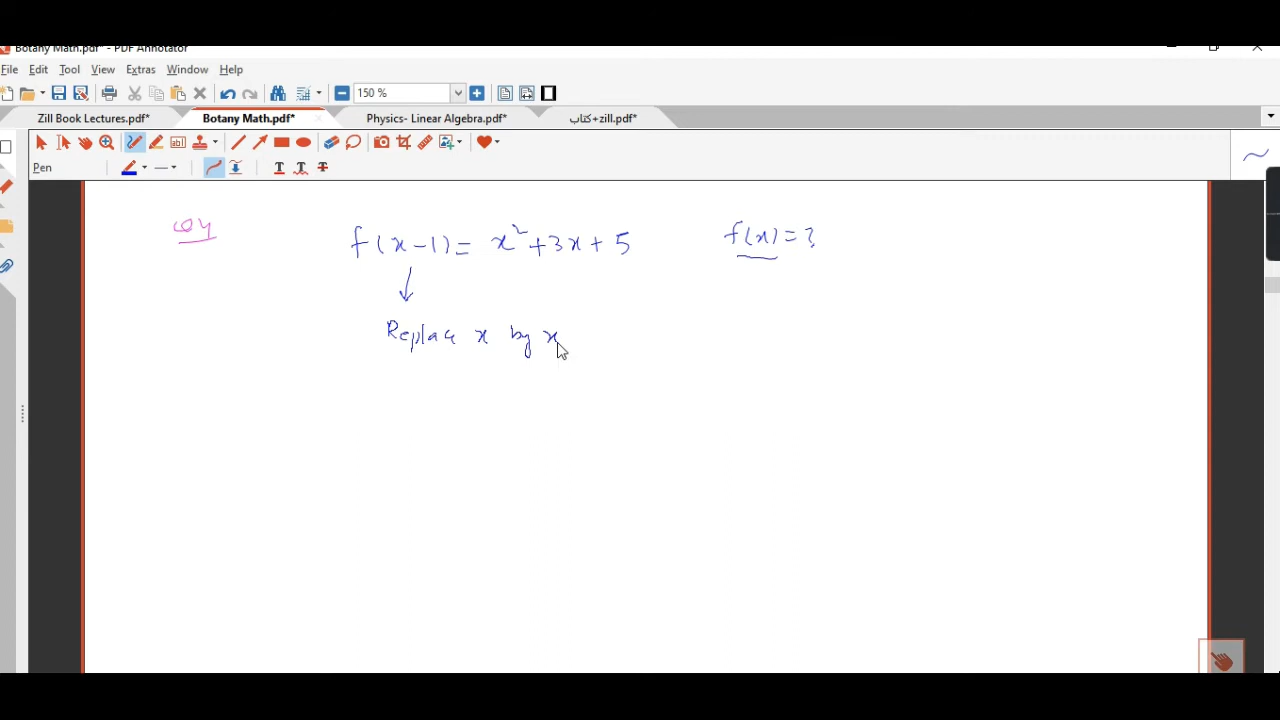 Botany Math.pdf* - PDF Annotator
File Edit Tool View Extras Window Help
150 %
Zill Book Lectures.pdf* Botany Math.pdf* Physics- Linear Algebra.pdf* كتاب+zill.pdf*
Pen
f(x-1) = x²+3x+5 f(x)=?
Replace x by x